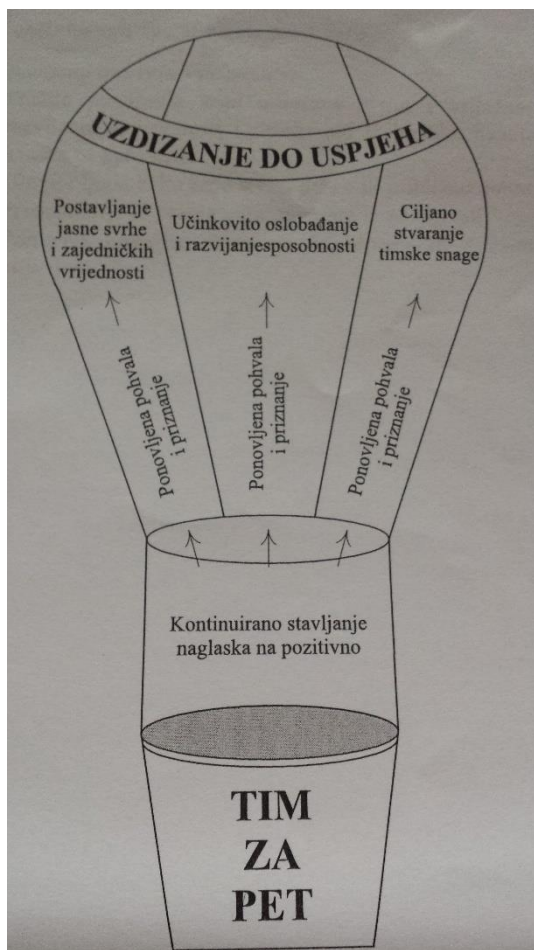 UZDIZANJE DO USPJEHA
Postavljanje
jasne svrhe
i zajedničkih
vrijednosti
Učinkovito oslobađanje
i razvijanjesposobnosti
Ciljano
stvaranje
timske snage
Ponovljena pohvala
i priznanje
Ponovljena pohvala
i priznanje
Ponovljena pohvala
i priznanje
Kontinuirano stavljanje
naglaska na pozitivno
TIM
ZA
PET